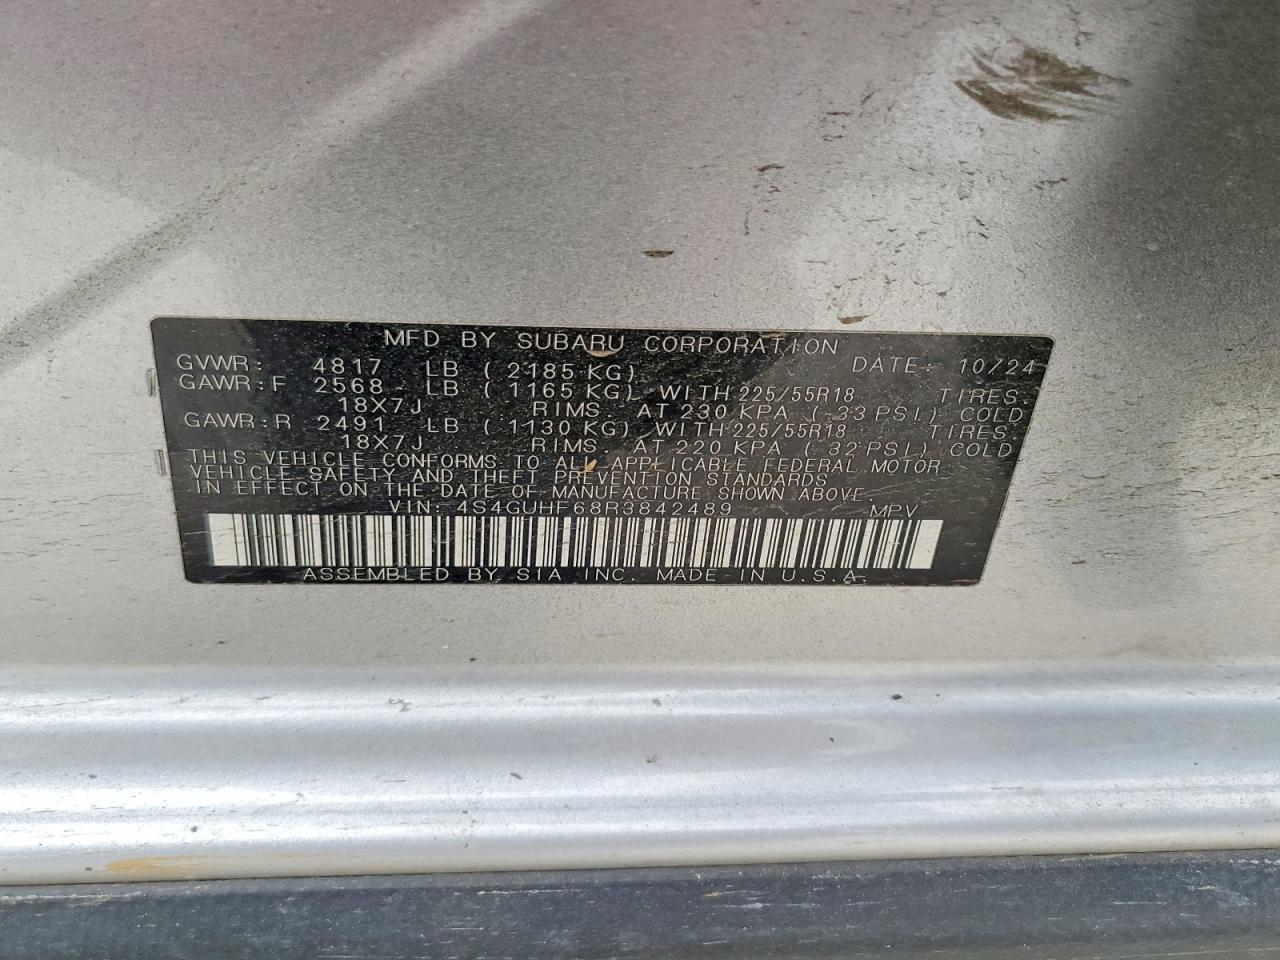 MFD BY SUBARU CORPORATION
GVWR: 4817 LB ( 2185 KG) DATE: 10/24
GAWR:F 2568 LB ( 1165 KG) WITH 225/55R18 TIRES.
18X7J RIMS. AT 230 KPA ( 33 PSI) COLD
GAWR:R 2491 LB ( 1130 KG) WITH 225/55R18 TIRES.
18X7J RIMS. AT 220 KPA ( 32 PSI) COLD
THIS VEHICLE CONFORMS TO ALL APPLICABLE FEDERAL MOTOR
VEHICLE SAFETY AND THEFT PREVENTION STANDARDS
IN EFFECT ON THE DATE OF MANUFACTURE SHOWN ABOVE.
VIN: 4S4GUHF68R3842489 MPV
ASSEMBLED BY SIA INC. MADE IN U.S.A.